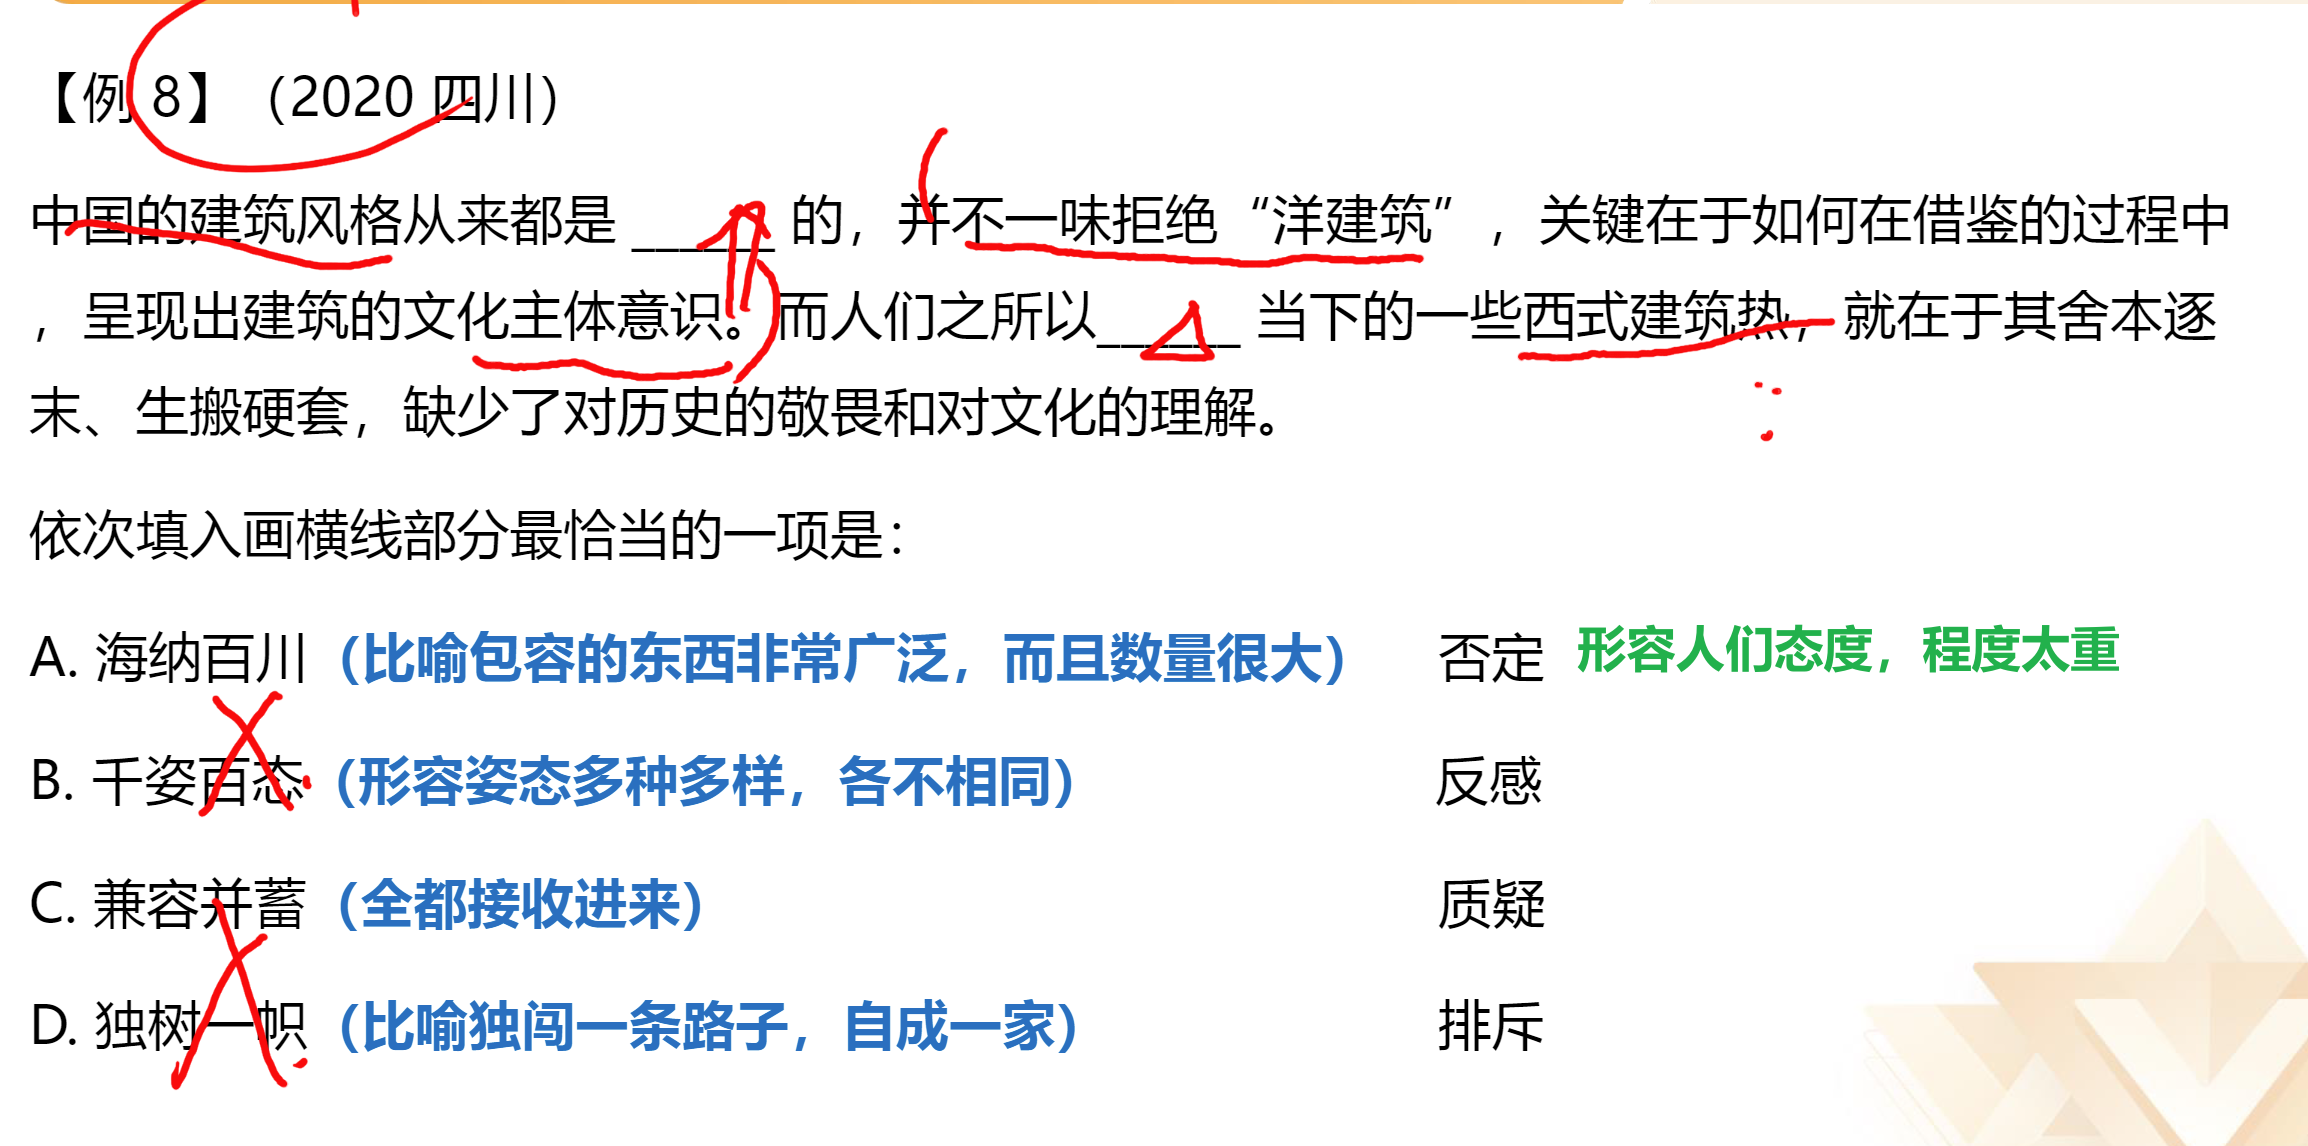 【例 8】（2020 四川）
中国的建筑风格从来都是 ______ 的，并不一味拒绝“洋建筑”，关键在于如何在借鉴的过程中
，呈现出建筑的文化主体意识。而人们之所以______ 当下的一些西式建筑热，就在于其舍本逐
末、生搬硬套，缺少了对历史的敬畏和对文化的理解。
依次填入画横线部分最恰当的一项是：
A. 海纳百川（比喻包容的东西非常广泛，而且数量很大） 否定 形容人们态度，程度太重
B. 千姿百态（形容姿态多种多样，各不相同） 反感
C. 兼容并蓄（全都接收进来） 质疑
D. 独树一帜（比喻独闯一条路子，自成一家） 排斥